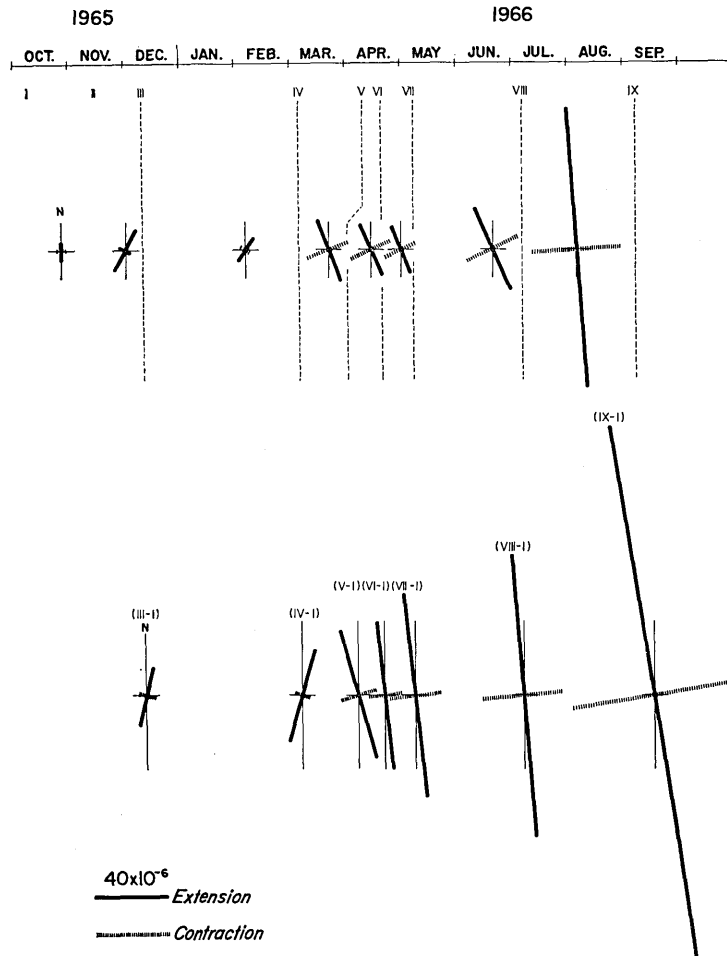 1965 1966
OCT. NOV. DEC. JAN. FEB. MAR. APR. MAY JUN. JUL. AUG. SEP.
I II III IV V VI VII VIII IX
N
(IX-I)
(VIII-I)
(V-I)(VI-I)(VII-I)
(III-I) (IV-I)
N
40x10⁻⁶
Extension
Contraction